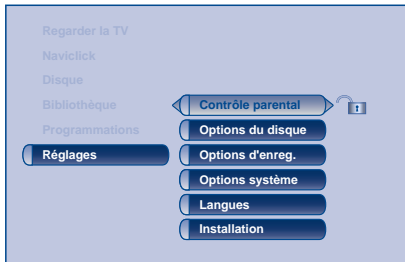 Regarder la TV
Naviclick
Disque
Bibliothèque
Contrôle parental
Programmations
Options du disque
Réglages
Options d'enreg.
Options système
Langues
Installation